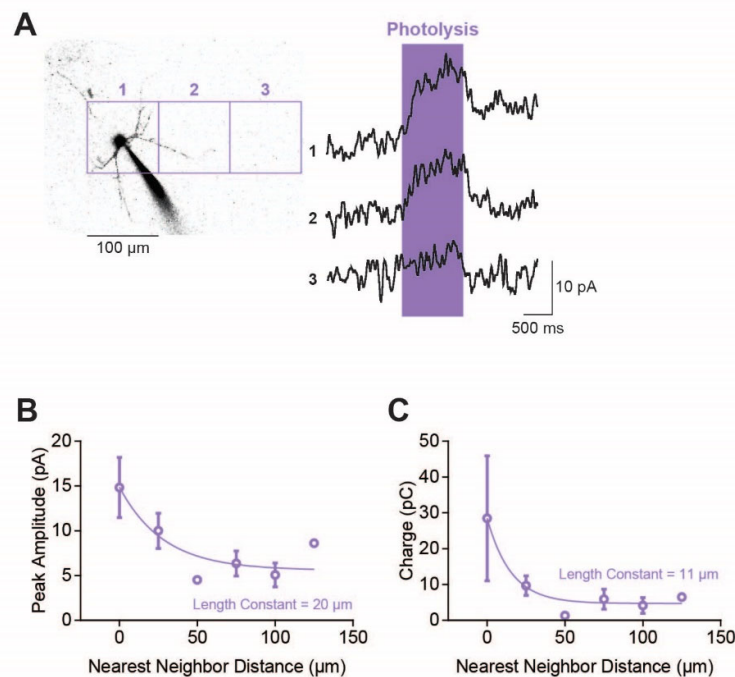 A
Photolysis
1 2 3
1
2
3
100 µm
10 pA
500 ms
B
20
15
10
5
0
Peak Amplitude (pA)
Length Constant = 20 µm
0 50 100 150
Nearest Neighbor Distance (µm)
C
50
40
30
20
10
0
Charge (pC)
Length Constant = 11 µm
0 50 100 150
Nearest Neighbor Distance (µm)